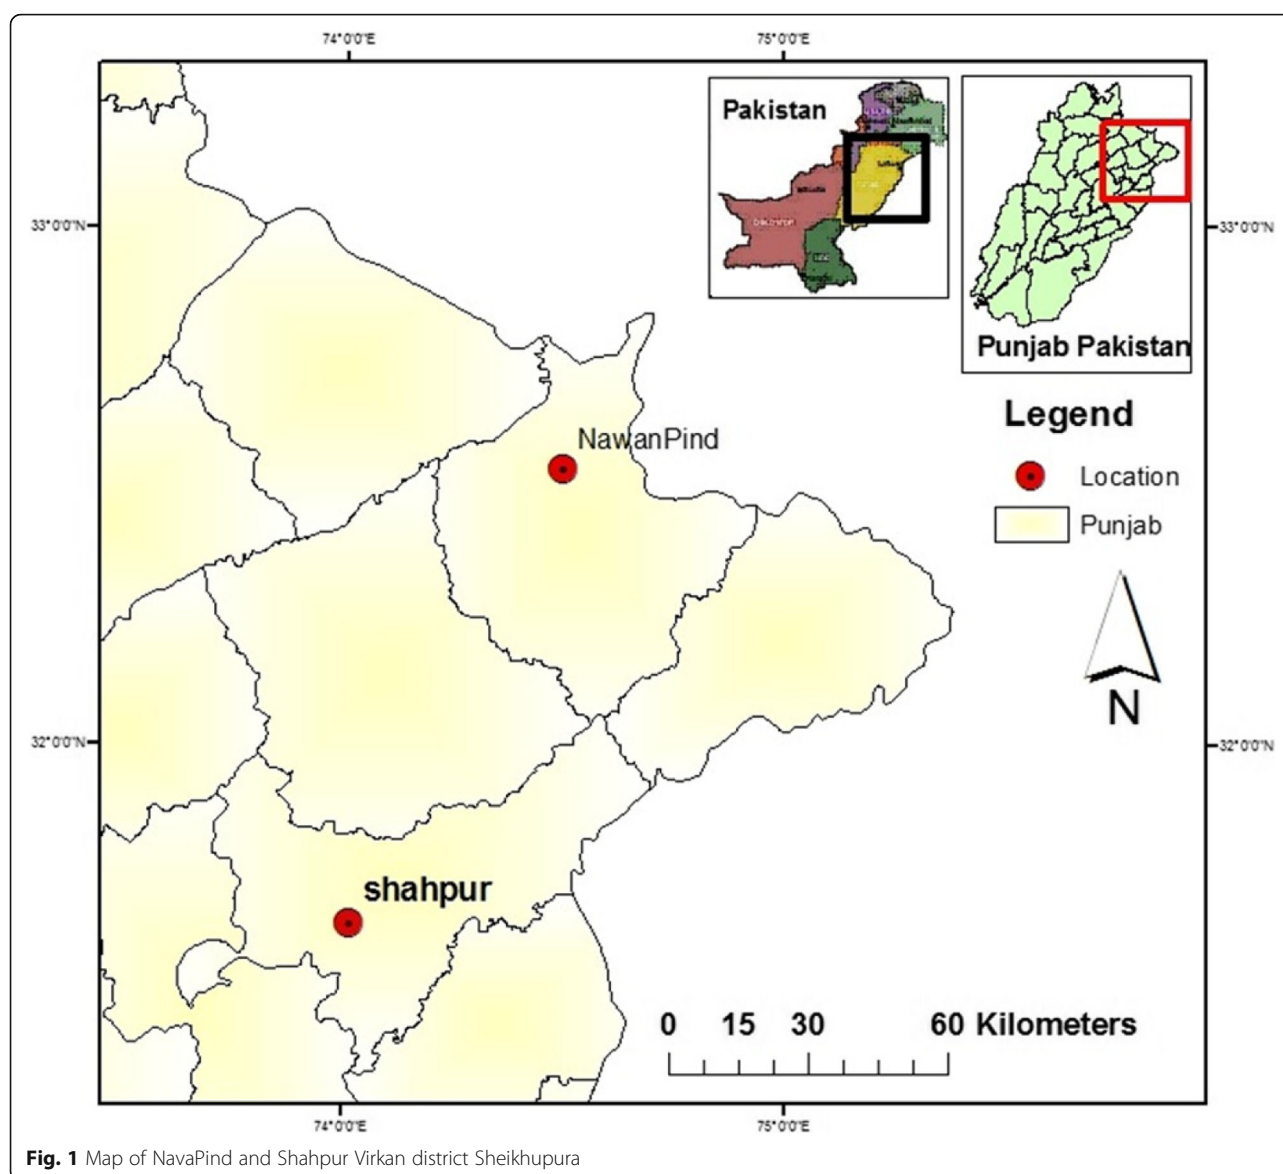 74°0'0"E 75°0'0"E
Pakistan
Punjab Pakistan
33°0'0"N 33°0'0"N
Legend
NawanPind
Location
Punjab
N
32°0'0"N 32°0'0"N
shahpur
0 15 30 60 Kilometers
74°0'0"E 75°0'0"E
Fig. 1 Map of NavaPind and Shahpur Virkan district Sheikhupura